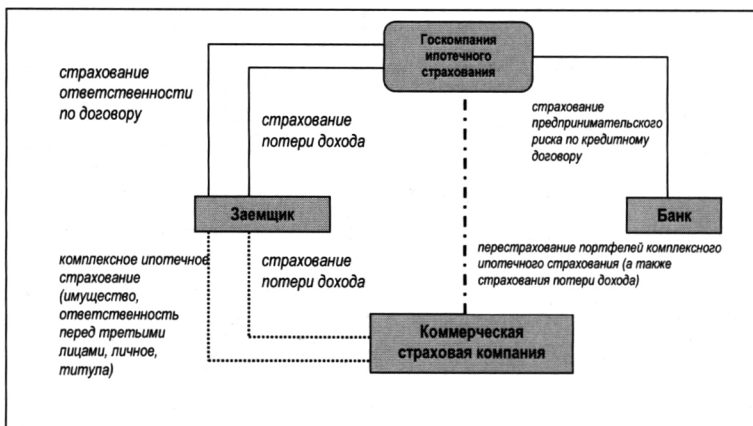 Госкомпания
ипотечного
страхования
страхование
ответственности
по договору
страхование
потери дохода
страхование
предпринимательского
риска по кредитному
договору
Заемщик
Банк
комплексное ипотечное
страхование
(имущество,
ответственность
перед третьими
лицами, личное,
титула)
страхование
потери дохода
перестрахование портфелей комплексного
ипотечного страхования (а также
страхования потери дохода)
Коммерческая
страховая компания